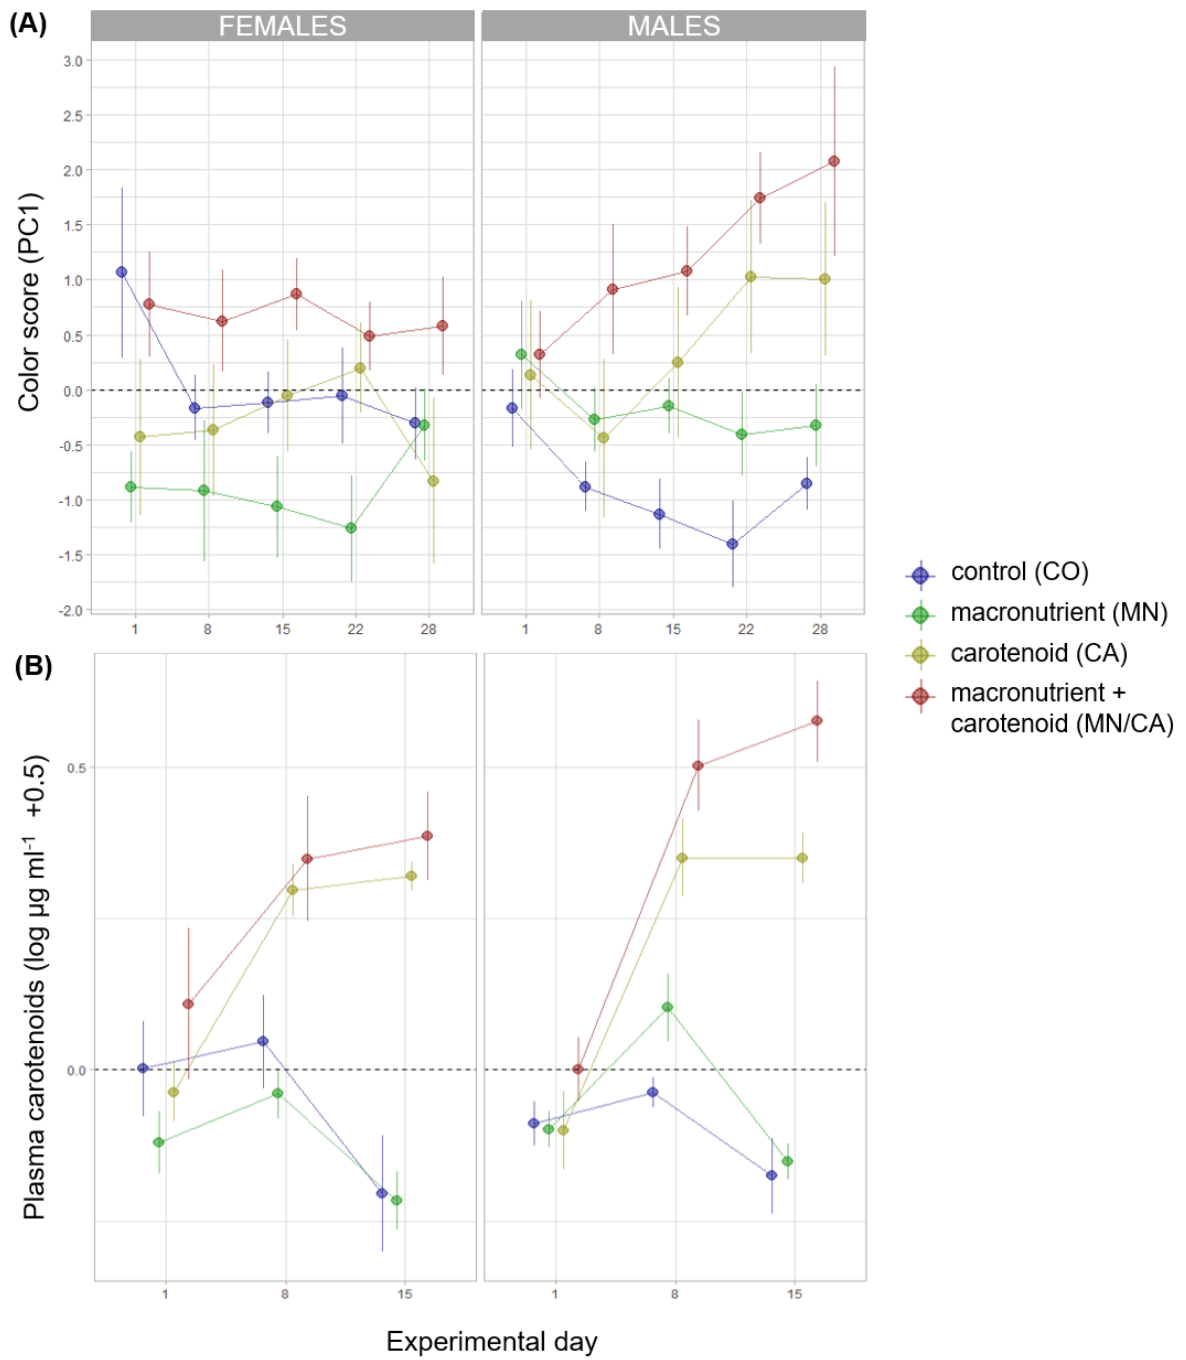 (A)
FEMALES
MALES
Color score (PC1)
3.0
2.5
2.0
1.5
1.0
0.5
0.0
-0.5
-1.0
-1.5
-2.0
1 8 15 22 28
1 8 15 22 28
control (CO)
macronutrient (MN)
carotenoid (CA)
macronutrient +
carotenoid (MN/CA)
(B)
Plasma carotenoids (log µg ml⁻¹ +0.5)
0.5
0.0
1 8 15
1 8 15
Experimental day